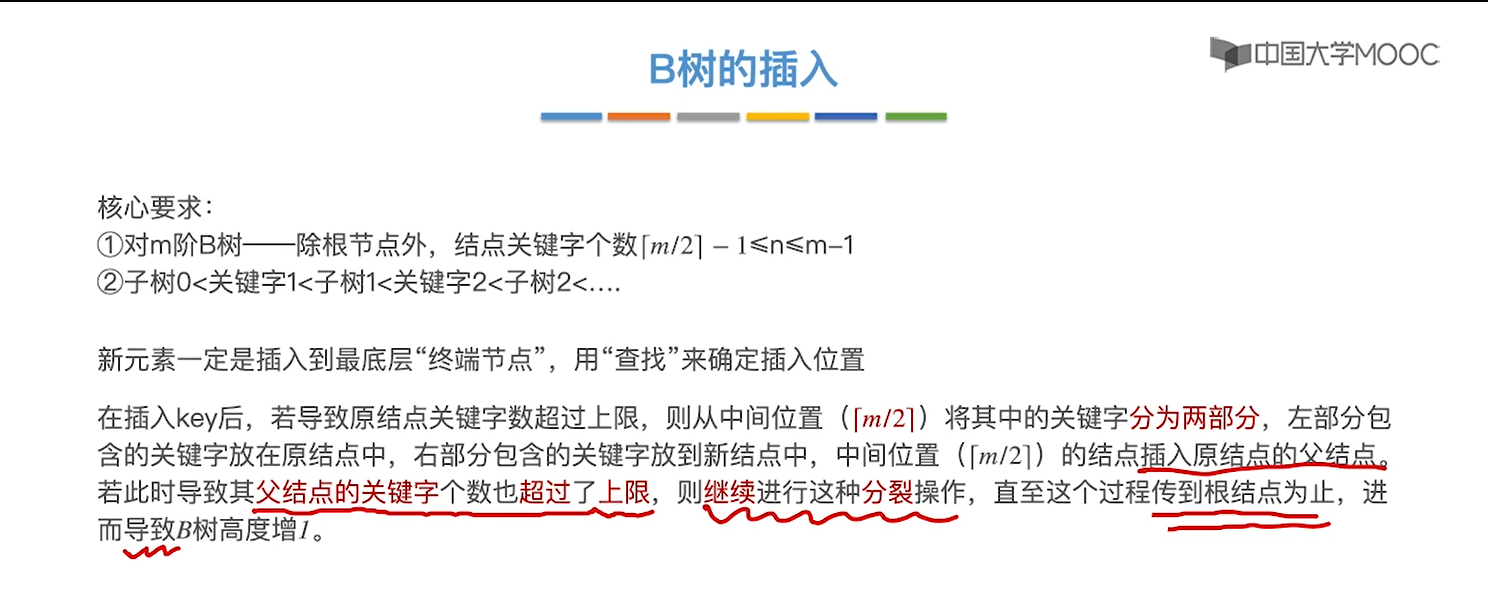 中国大学MOOC
B树的插入
核心要求：
①对m阶B树——除根节点外，结点关键字个数⌈m/2⌉ − 1≤n≤m−1
②子树0<关键字1<子树1<关键字2<子树2<….
新元素一定是插入到最底层“终端节点”，用“查找”来确定插入位置
在插入key后，若导致原结点关键字数超过上限，则从中间位置（⌈m/2⌉）将其中的关键字分为两部分，左部分包
含的关键字放在原结点中，右部分包含的关键字放到新结点中，中间位置（⌈m/2⌉）的结点插入原结点的父结点。
若此时导致其父结点的关键字个数也超过了上限，则继续进行这种分裂操作，直至这个过程传到根结点为止，进
而导致B树高度增1。